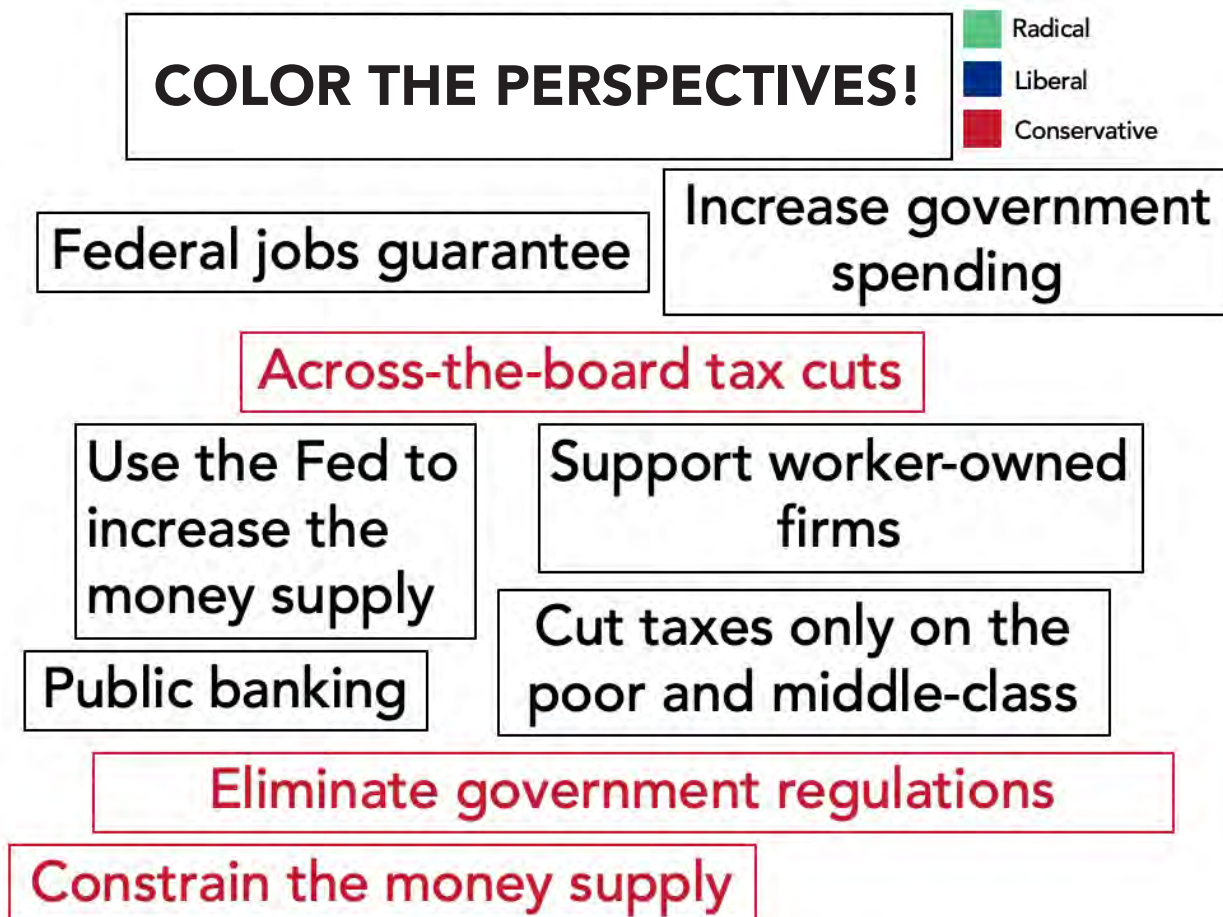 COLOR THE PERSPECTIVES!
Radical
Liberal
Conservative
Federal jobs guarantee
Increase government
spending
Across-the-board tax cuts
Use the Fed to
increase the
money supply
Support worker-owned
firms
Public banking
Cut taxes only on the
poor and middle-class
Eliminate government regulations
Constrain the money supply